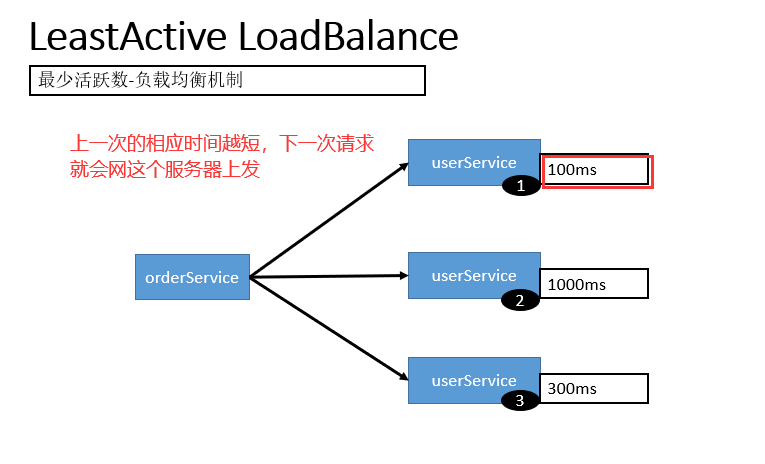 LeastActive LoadBalance
最少活跃数-负载均衡机制
上一次的相应时间越短，下一次请求
就会网这个服务器上发
userService
100ms
1
orderService
userService
1000ms
2
userService
300ms
3